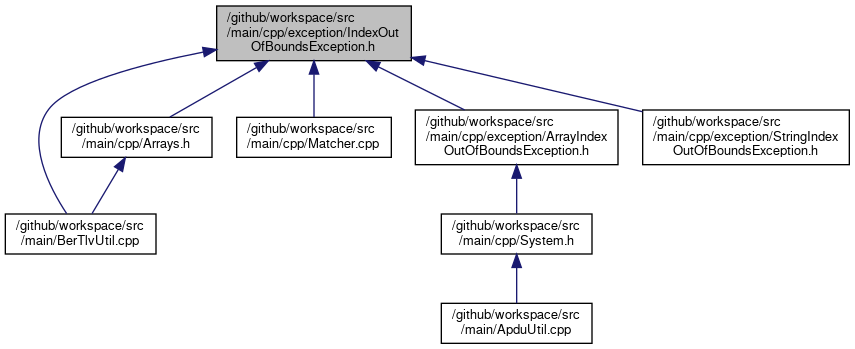 /github/workspace/src
/main/cpp/exception/IndexOut
OfBoundsException.h
/github/workspace/src
/main/cpp/Arrays.h
/github/workspace/src
/main/cpp/Matcher.cpp
/github/workspace/src
/main/cpp/exception/ArrayIndex
OutOfBoundsException.h
/github/workspace/src
/main/cpp/exception/StringIndex
OutOfBoundsException.h
/github/workspace/src
/main/BerTlvUtil.cpp
/github/workspace/src
/main/cpp/System.h
/github/workspace/src
/main/ApduUtil.cpp